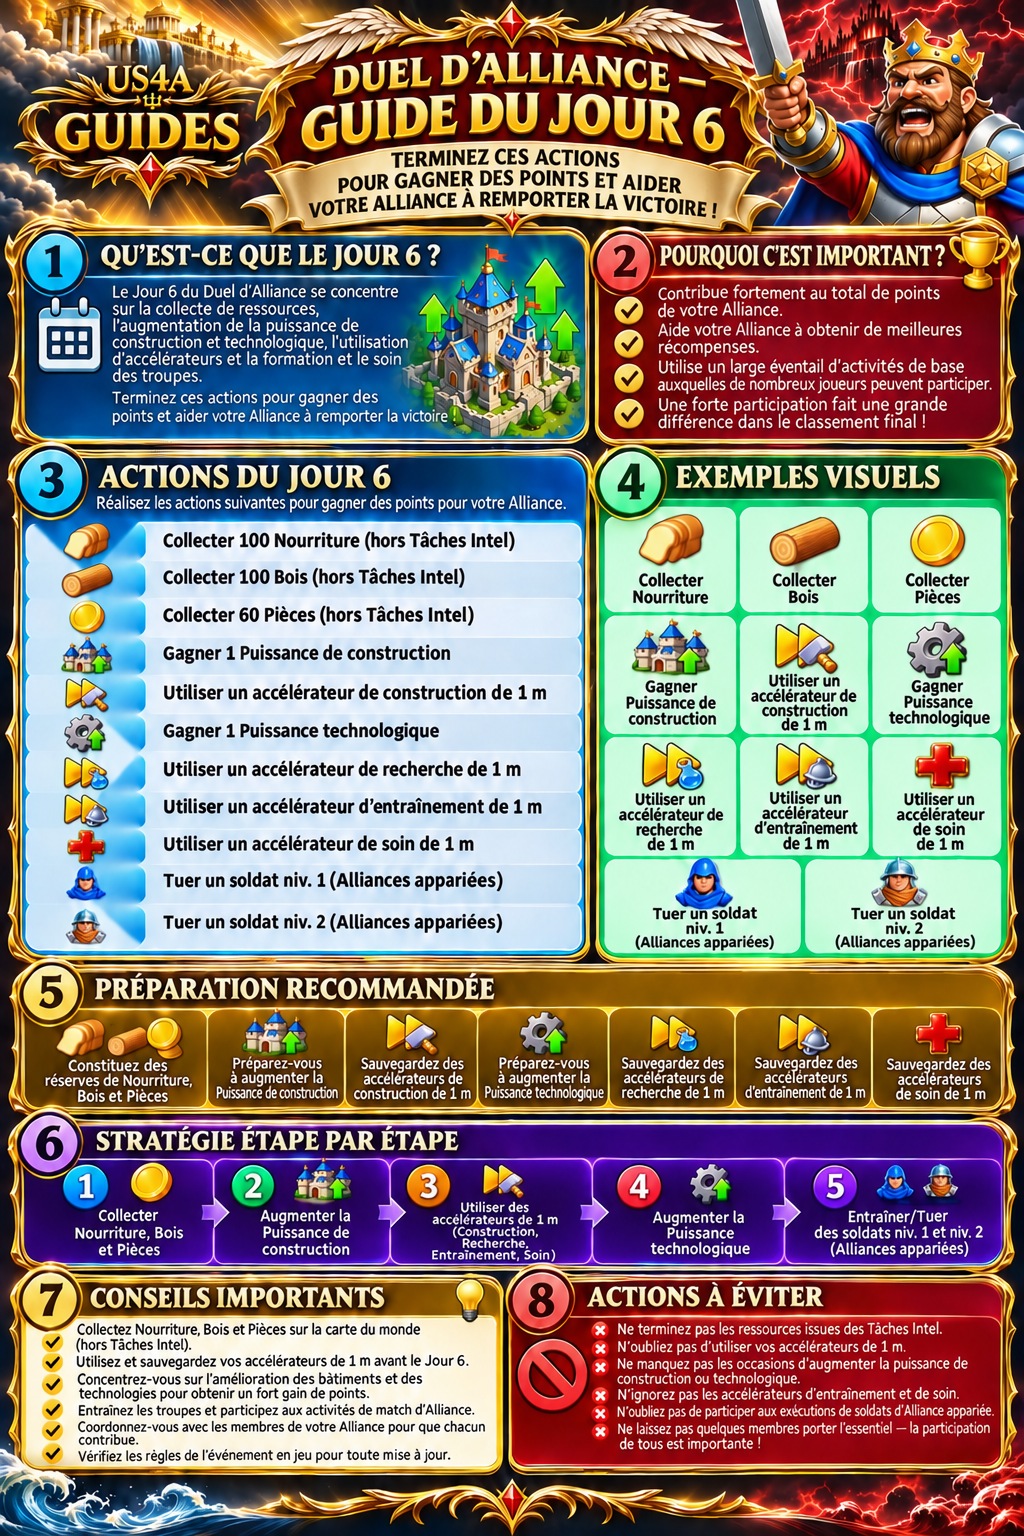 US4A
GUIDES
DUEL D'ALLIANCE –
GUIDE DU JOUR 6
TERMINEZ CES ACTIONS
POUR GAGNER DES POINTS ET AIDER
VOTRE ALLIANCE À REMPORTER LA VICTOIRE !
1
QU'EST-CE QUE LE JOUR 6 ?
Le Jour 6 du Duel d'Alliance se concentre
sur la collecte de ressources,
l'augmentation de la puissance de
construction et technologique, l'utilisation
d'accélérateurs et la formation et le soin
des troupes.
Terminez ces actions pour gagner des
points et aider votre Alliance à remporter la victoire !
2
POURQUOI C'EST IMPORTANT ?
Contribue fortement au total de points
de votre Alliance.
Aide votre Alliance à obtenir de meilleures
récompenses.
Utilise un large éventail d'activités de base
auxquelles de nombreux joueurs peuvent participer.
Une forte participation fait une grande
différence dans le classement final !
3
ACTIONS DU JOUR 6
Réalisez les actions suivantes pour gagner des points pour votre Alliance.
Collecter 100 Nourriture (hors Tâches Intel)
Collecter 100 Bois (hors Tâches Intel)
Collecter 60 Pièces (hors Tâches Intel)
Gagner 1 Puissance de construction
Utiliser un accélérateur de construction de 1 m
Gagner 1 Puissance technologique
Utiliser un accélérateur de recherche de 1 m
Utiliser un accélérateur d'entraînement de 1 m
Utiliser un accélérateur de soin de 1 m
Tuer un soldat niv. 1 (Alliances appariées)
Tuer un soldat niv. 2 (Alliances appariées)
4
EXEMPLES VISUELS
Collecter
Nourriture
Collecter
Bois
Collecter
Pièces
Gagner
Puissance de
construction
Utiliser un
accélérateur de
construction
de 1 m
Gagner
Puissance
technologique
Utiliser un
accélérateur de
recherche
de 1 m
Utiliser un
accélérateur
d'entraînement
de 1 m
Utiliser un
accélérateur
de soin
de 1 m
Tuer un soldat
niv. 1
(Alliances appariées)
Tuer un soldat
niv. 2
(Alliances appariées)
5
PRÉPARATION RECOMMANDÉE
Constituez des
réserves de Nourriture,
Bois et Pièces
Préparez-vous
à augmenter la
Puissance de construction
Sauvegardez des
accélérateurs de
construction de 1 m
Préparez-vous
à augmenter la
Puissance technologique
Sauvegardez des
accélérateurs de
recherche de 1 m
Sauvegardez des
accélérateurs
d'entraînement de 1 m
Sauvegardez des
accélérateurs
de soin de 1 m
6
STRATÉGIE ÉTAPE PAR ÉTAPE
1
Collecter
Nourriture, Bois
et Pièces
2
Augmenter la
Puissance de
construction
3
Utiliser des
accélérateurs de 1 m
(Construction,
Recherche,
Entraînement, Soin)
4
Augmenter la
Puissance
technologique
5
Entraîner/Tuer
des soldats niv. 1 et niv. 2
(Alliances appariées)
7
CONSEILS IMPORTANTS
Collectez Nourriture, Bois et Pièces sur la carte du monde
(hors Tâches Intel).
Utilisez et sauvegardez vos accélérateurs de 1 m avant le Jour 6.
Concentrez-vous sur l'amélioration des bâtiments et des
technologies pour obtenir un fort gain de points.
Entraînez les troupes et participez aux activités de match d'Alliance.
Coordonnez-vous avec les membres de votre Alliance pour que chacun
contribue.
Vérifiez les règles de l'événement en jeu pour toute mise à jour.
8
ACTIONS À ÉVITER
Ne terminez pas les ressources issues des Tâches Intel.
N'oubliez pas d'utiliser vos accélérateurs de 1 m.
Ne manquez pas les occasions d'augmenter la puissance de
construction ou technologique.
N'ignorez pas les accélérateurs d'entraînement et de soin.
N'oubliez pas de participer aux exécutions de soldats d'Alliance appariée.
Ne laissez pas quelques membres porter l'essentiel — la participation
de tous est importante !